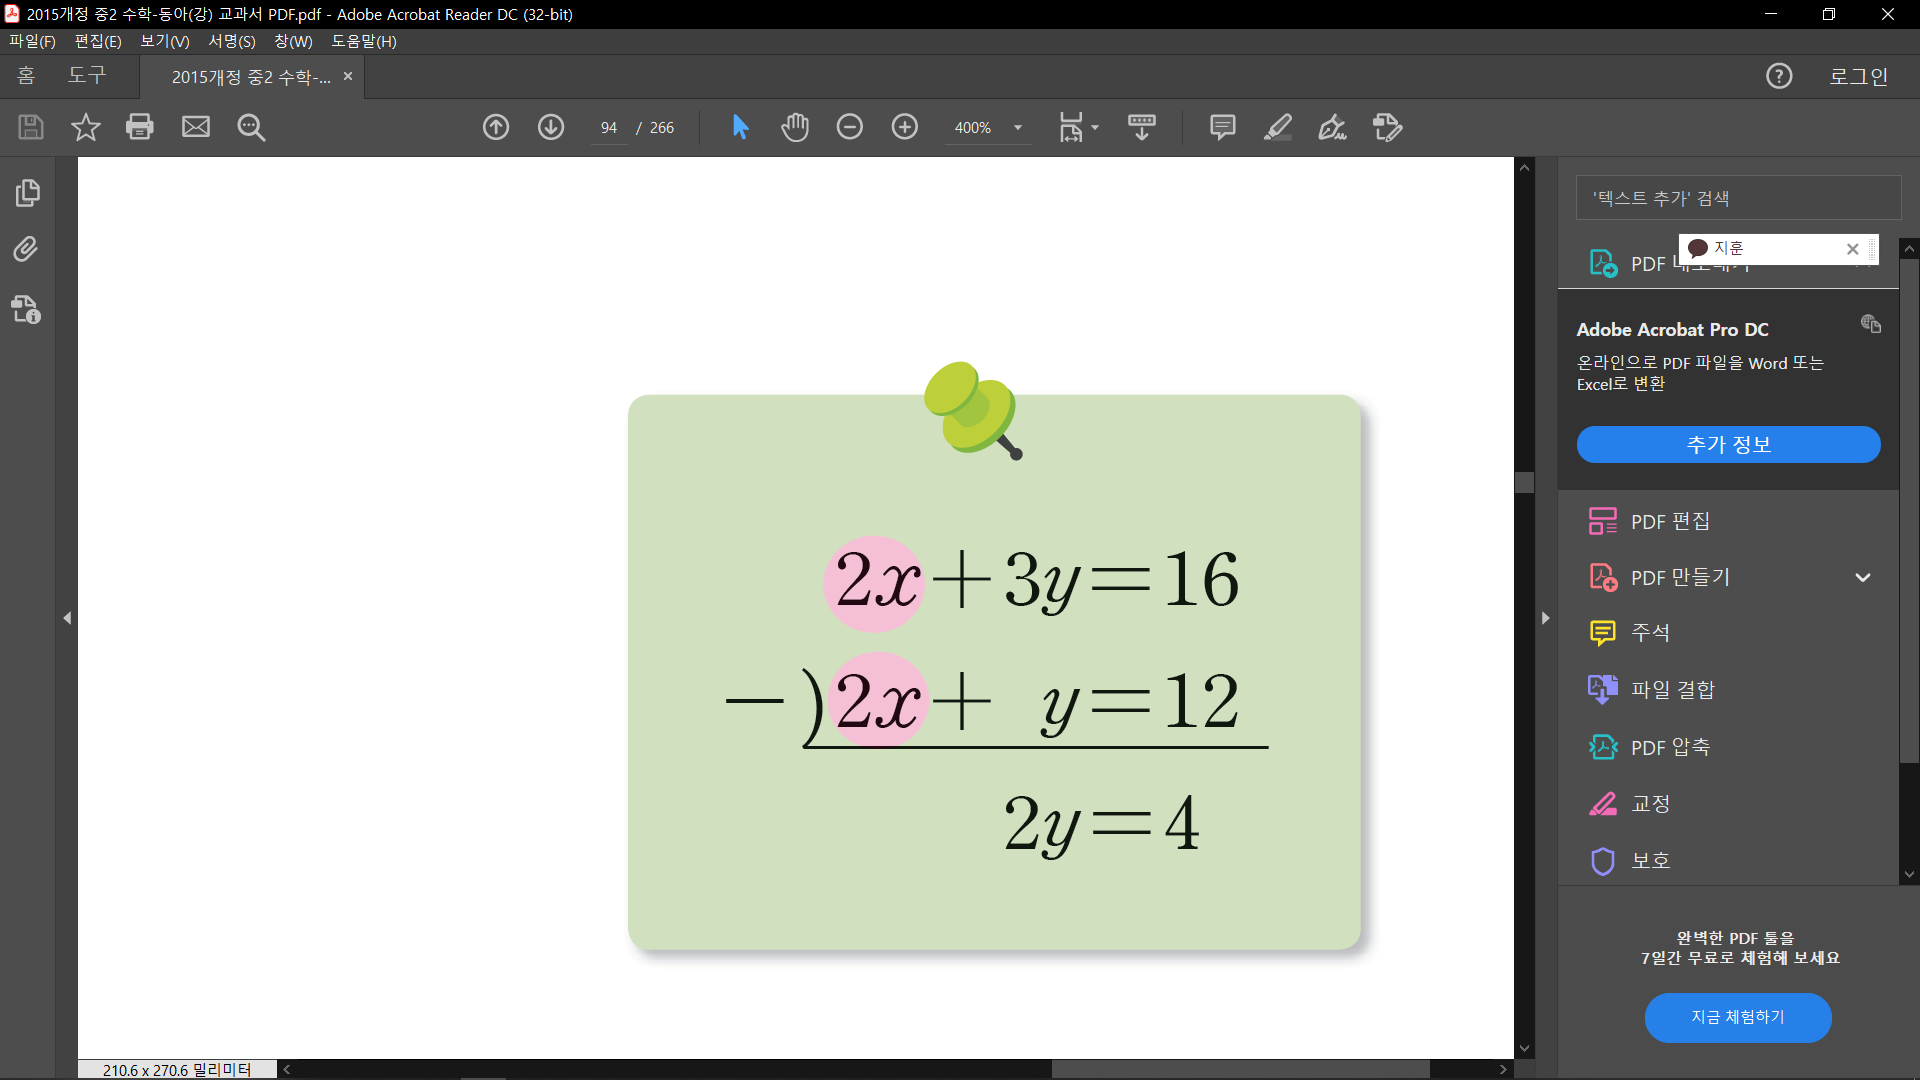 2015개정 중2 수학-동아(강) 교과서 PDF.pdf - Adobe Acrobat Reader DC (32-bit)
파일(F) 편집(E) 보기(V) 서명(S) 창(W) 도움말(H)
홈 도구 2015개정 중2 수학-... × 로그인
94 / 266 400%
'텍스트 추가' 검색
지훈
PDF
Adobe Acrobat Pro DC
온라인으로 PDF 파일을 Word 또는
Excel로 변환
추가 정보
PDF 편집
PDF 만들기
주석
파일 결합
PDF 압축
교정
보호
완벽한 PDF 툴을
7일간 무료로 체험해 보세요
지금 체험하기
2x+3y=16
−)2x+ y=12
2y=4
210.6 x 270.6 밀리미터